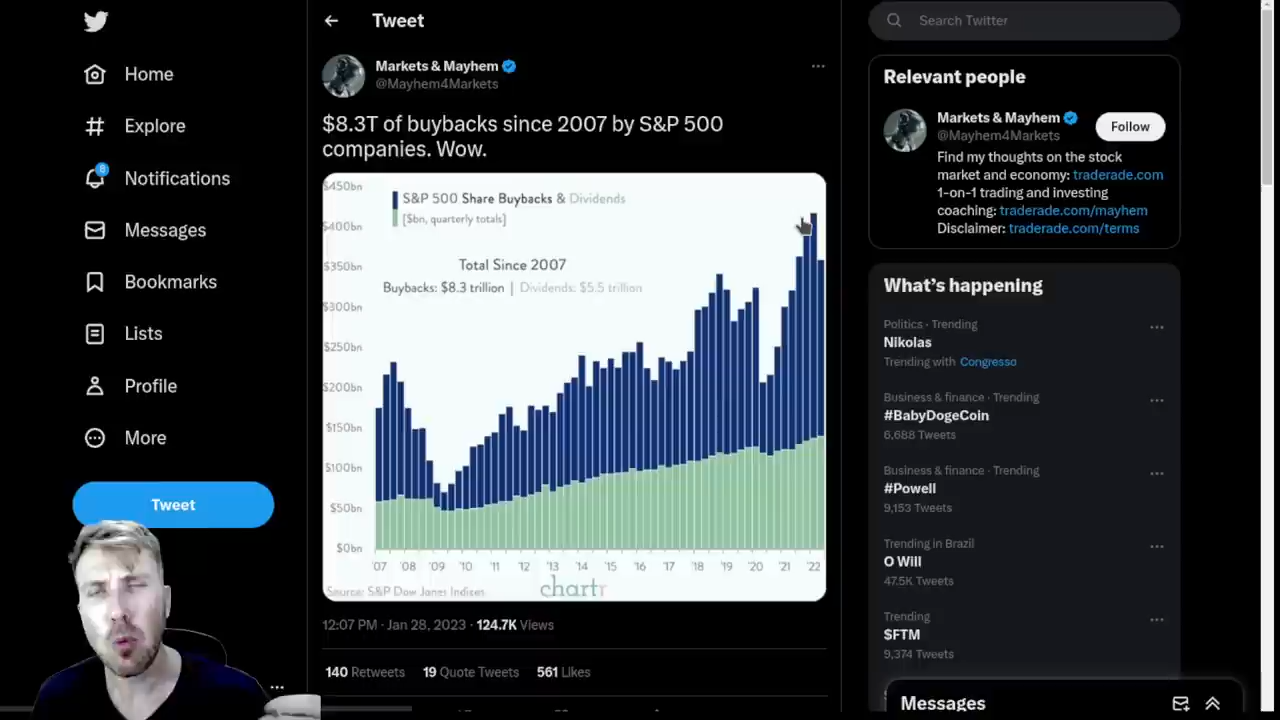 Home
Explore
8
Notifications
Messages
Bookmarks
Lists
Profile
More
Tweet
Tweet
Markets & Mayhem
@Mayhem4Markets
$8.3T of buybacks since 2007 by S&P 500
companies. Wow.
S&P 500 Share Buybacks & Dividends
[$bn, quarterly totals]
Total Since 2007
Buybacks: $8.3 trillion | Dividends: $5.5 trillion
$450bn
$400bn
$350bn
$300bn
$250bn
$200bn
$150bn
$100bn
$50bn
$0bn
'07 '08 '09 '10 '11 '12 '13 '14 '15 '16 '17 '18 '19 '20 '21 '22
Source: S&P Dow Jones Indices
chartr
12:07 PM · Jan 28, 2023 · 124.7K Views
140 Retweets 19 Quote Tweets 561 Likes
Search Twitter
Relevant people
Markets & Mayhem
@Mayhem4Markets
Follow
Find my thoughts on the stock
market and economy: traderade.com
1-on-1 trading and investing
coaching: traderade.com/mayhem
Disclaimer: traderade.com/terms
What's happening
Politics · Trending
Nikolas
Trending with Congresso
Business & finance · Trending
#BabyDogeCoin
6,688 Tweets
Business & finance · Trending
#Powell
9,153 Tweets
Trending in Brazil
O Will
47.5K Tweets
Trending
$FTM
9,374 Tweets
Messages